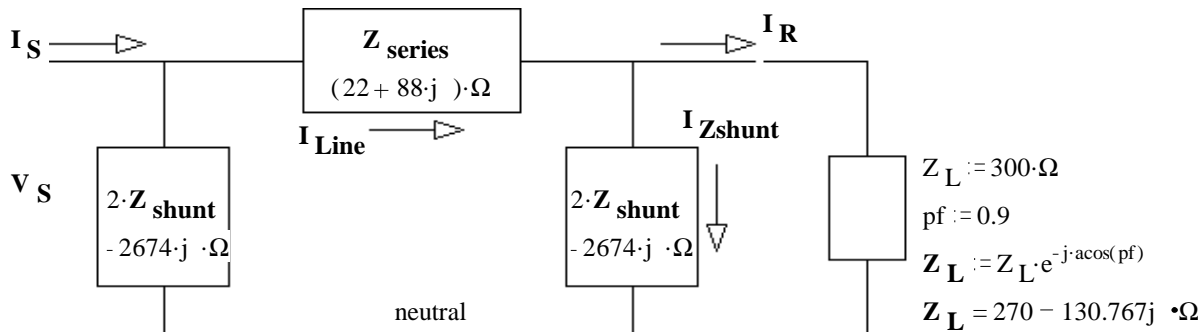 I S
Z series
(22 + 88·j )·Ω
I R
I Line
I Zshunt
V S
2·Z shunt
- 2674·j ·Ω
2·Z shunt
- 2674·j ·Ω
Z L := 300·Ω
pf := 0.9
Z L := Z L·e^-j·acos(pf)
Z L = 270 − 130.767j •Ω
neutral